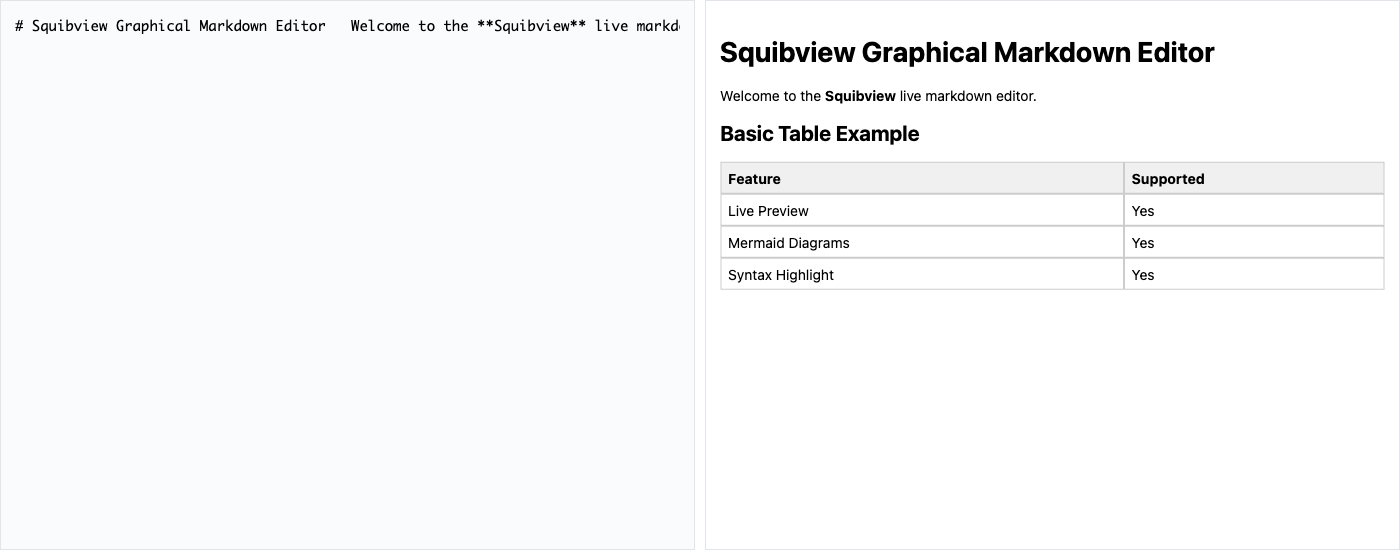 # Squibview Graphical Markdown Editor   Welcome to the **Squibview** live
Squibview Graphical Markdown Editor
Welcome to the Squibview live markdown editor.
Basic Table Example
Feature Supported
Live Preview Yes
Mermaid Diagrams Yes
Syntax Highlight Yes